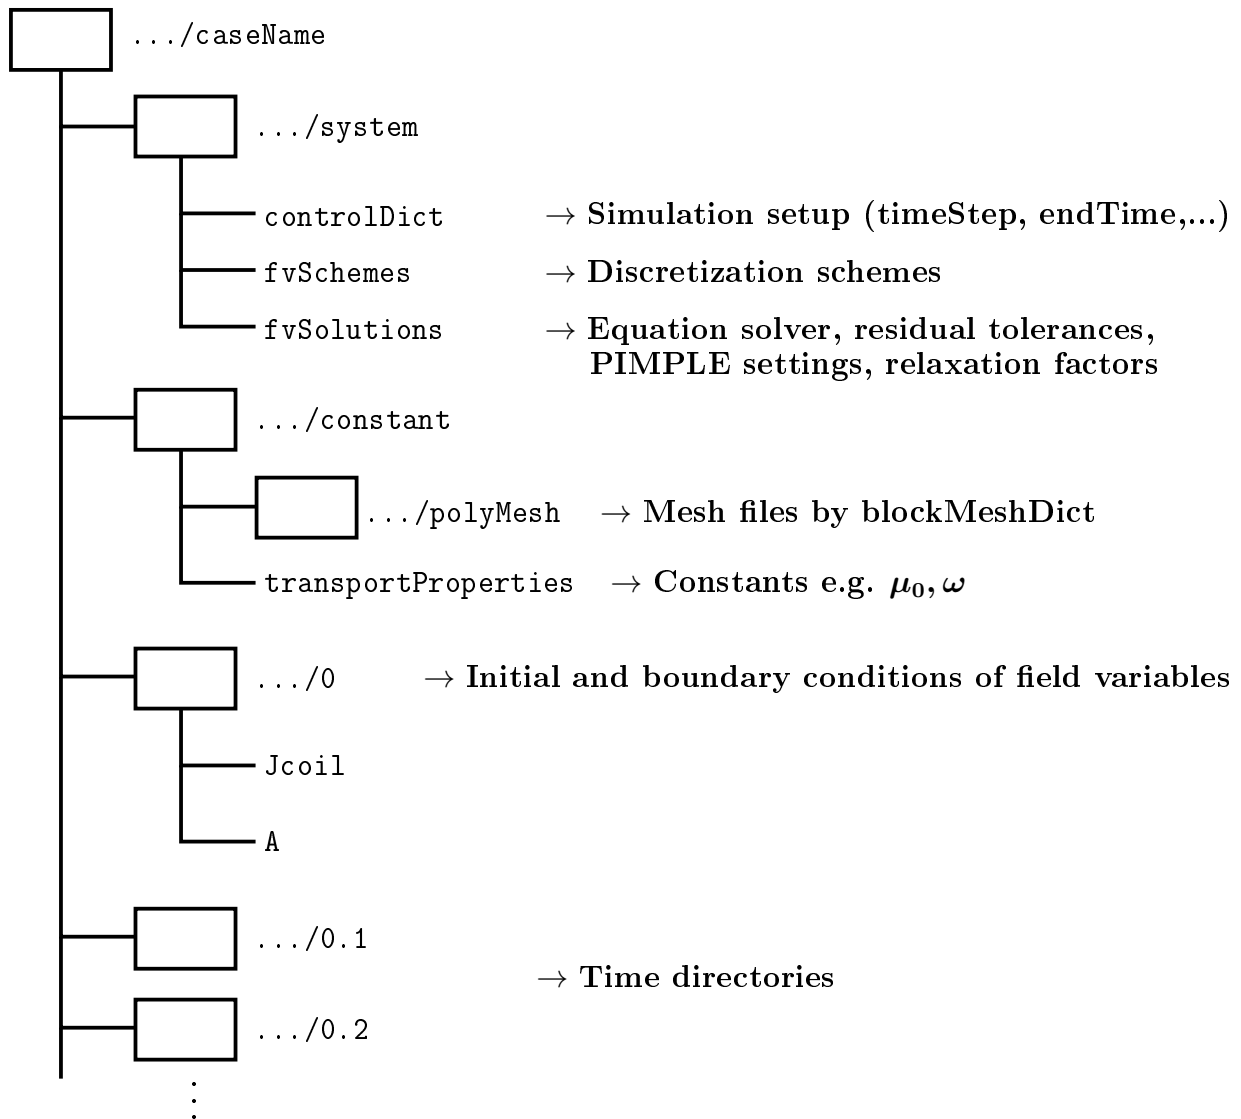 .../caseName
.../system
controlDict → Simulation setup (timeStep, endTime,...)
fvSchemes → Discretization schemes
fvSolutions → Equation solver, residual tolerances,
PIMPLE settings, relaxation factors
.../constant
.../polyMesh → Mesh files by blockMeshDict
transportProperties → Constants e.g. μ₀, ω
.../0 → Initial and boundary conditions of field variables
Jcoil
A
.../0.1
→ Time directories
.../0.2
⋮